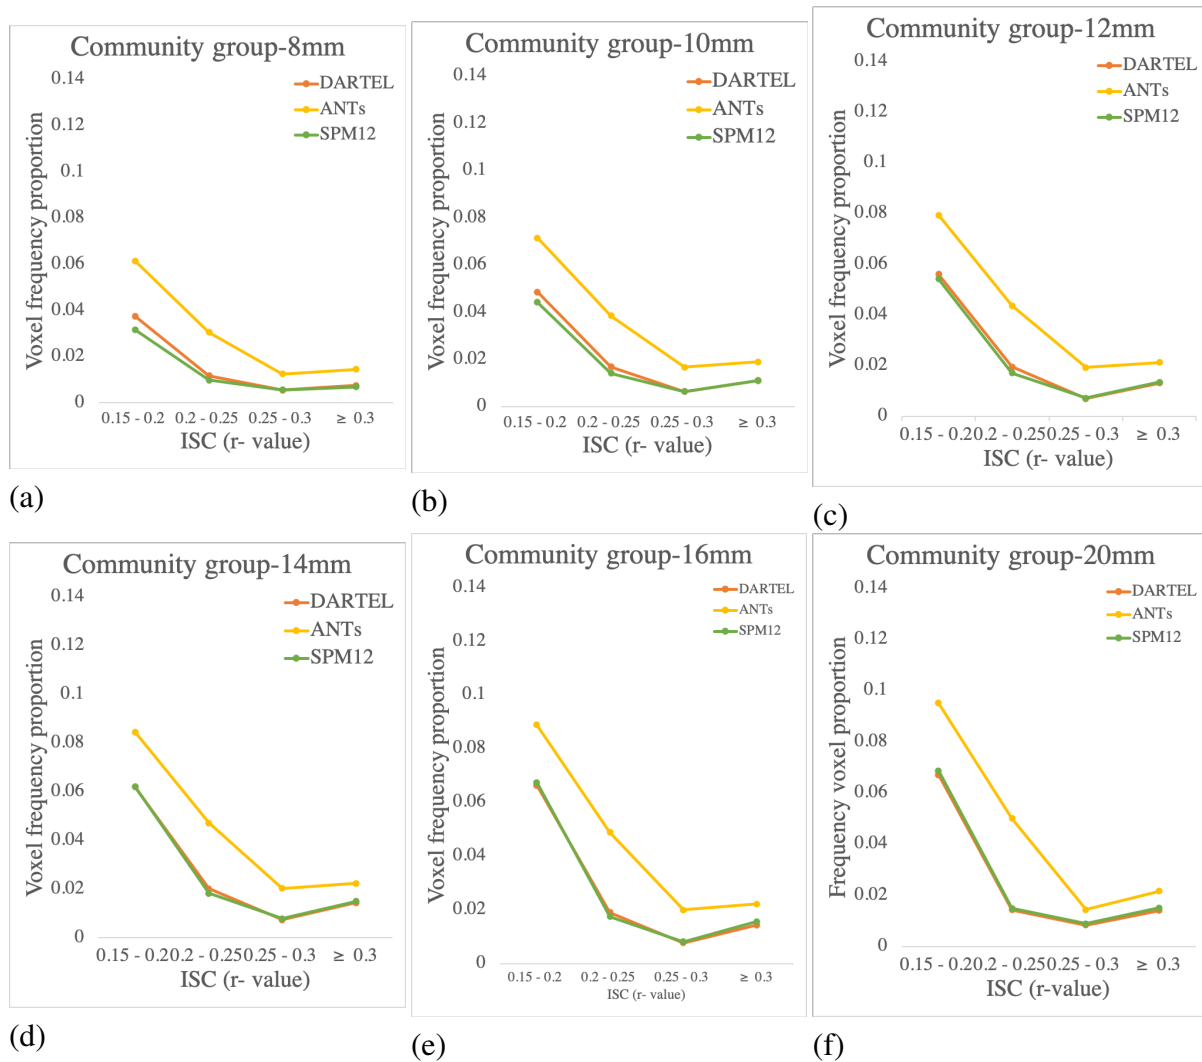 Community group-8mm
0.14
0.12
0.1
0.08
0.06
0.04
0.02
0
Voxel frequency proportion
DARTEL
ANTs
SPM12
0.15 - 0.2 0.2 - 0.25 0.25 - 0.3 ≥ 0.3
ISC (r- value)
(a)
Community group-10mm
0.14
0.12
0.1
0.08
0.06
0.04
0.02
0
Voxel frequency proportion
DARTEL
ANTs
SPM12
0.15 - 0.2 0.2 - 0.25 0.25 - 0.3 ≥ 0.3
ISC (r- value)
(b)
Community group-12mm
0.14
0.12
0.1
0.08
0.06
0.04
0.02
0
Voxel frequency proportion
DARTEL
ANTs
SPM12
0.15 - 0.2 0.2 - 0.25 0.25 - 0.3 ≥ 0.3
ISC (r- value)
(c)
Community group-14mm
0.14
0.12
0.1
0.08
0.06
0.04
0.02
0
Voxel frequency proportion
DARTEL
ANTs
SPM12
0.15 - 0.2 0.2 - 0.25 0.25 - 0.3 ≥ 0.3
ISC (r- value)
(d)
Community group-16mm
0.14
0.12
0.1
0.08
0.06
0.04
0.02
0
Voxel frequency proportion
DARTEL
ANTs
SPM12
0.15 - 0.2 0.2 - 0.25 0.25 - 0.3 ≥ 0.3
ISC (r- value)
(e)
Community group-20mm
0.14
0.12
0.1
0.08
0.06
0.04
0.02
0
Frequency voxel proportion
DARTEL
ANTs
SPM12
0.15 - 0.2 0.2 - 0.25 0.25 - 0.3 ≥ 0.3
ISC (r-value)
(f)